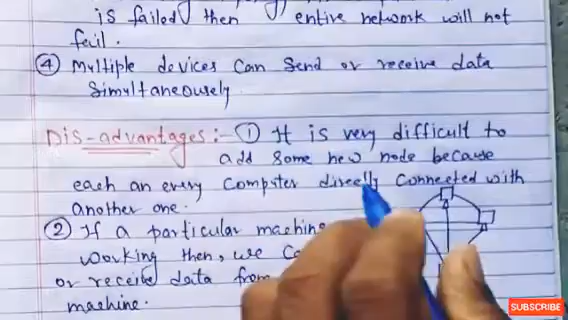 is failed then entire network will not
fail.
④ Multiple devices can send or receive data
simultaneously
Dis-advantages:- ① It is very difficult to
add some new node because
each an every computer direclly connected with
another one.
② If a particular machine
working then, we
or receive data from
machine.
SUBSCRIBE